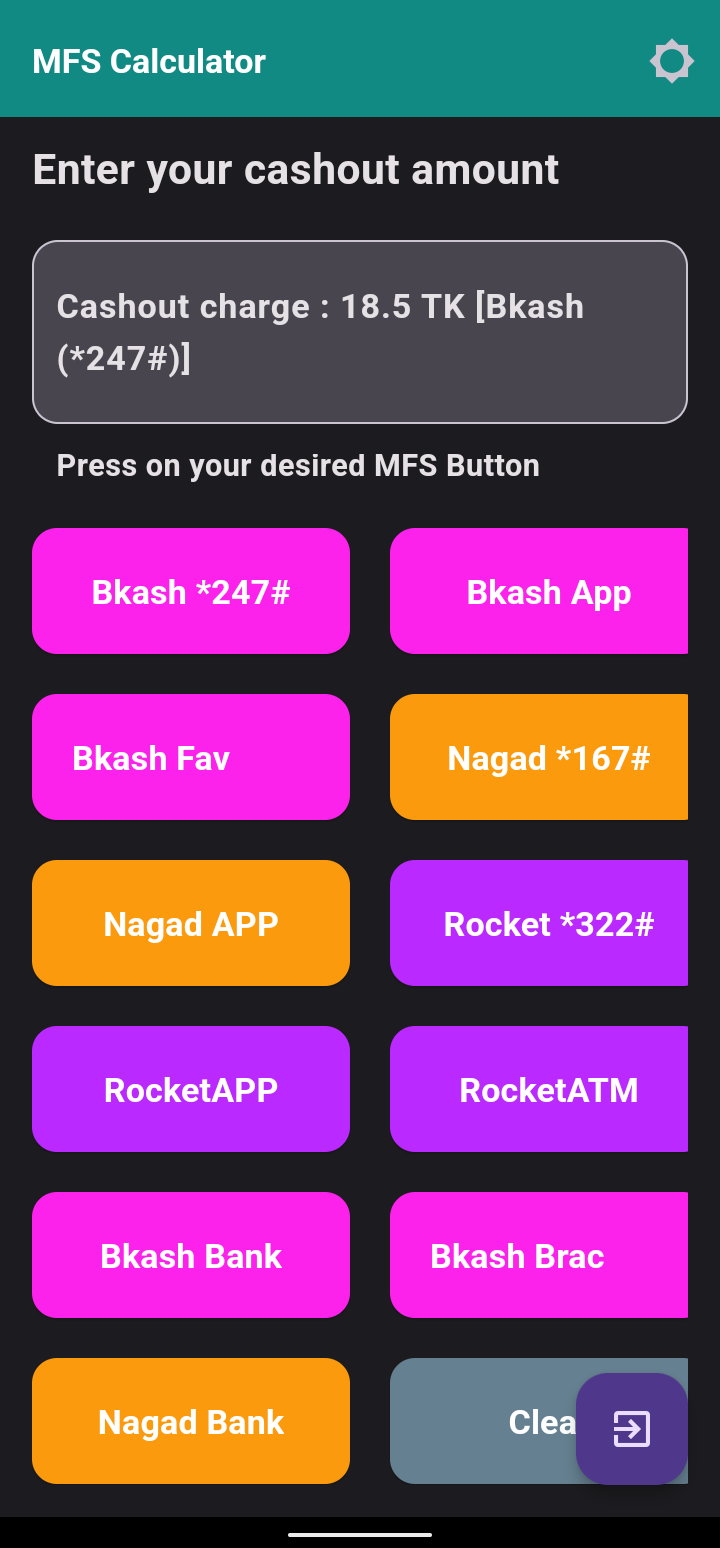 MFS Calculator
Enter your cashout amount
Cashout charge : 18.5 TK [Bkash
(*247#)]
Press on your desired MFS Button
Bkash *247#
Bkash App
Bkash Fav
Nagad *167#
Nagad APP
Rocket *322#
RocketAPP
RocketATM
Bkash Bank
Bkash Brac
Nagad Bank
Clea